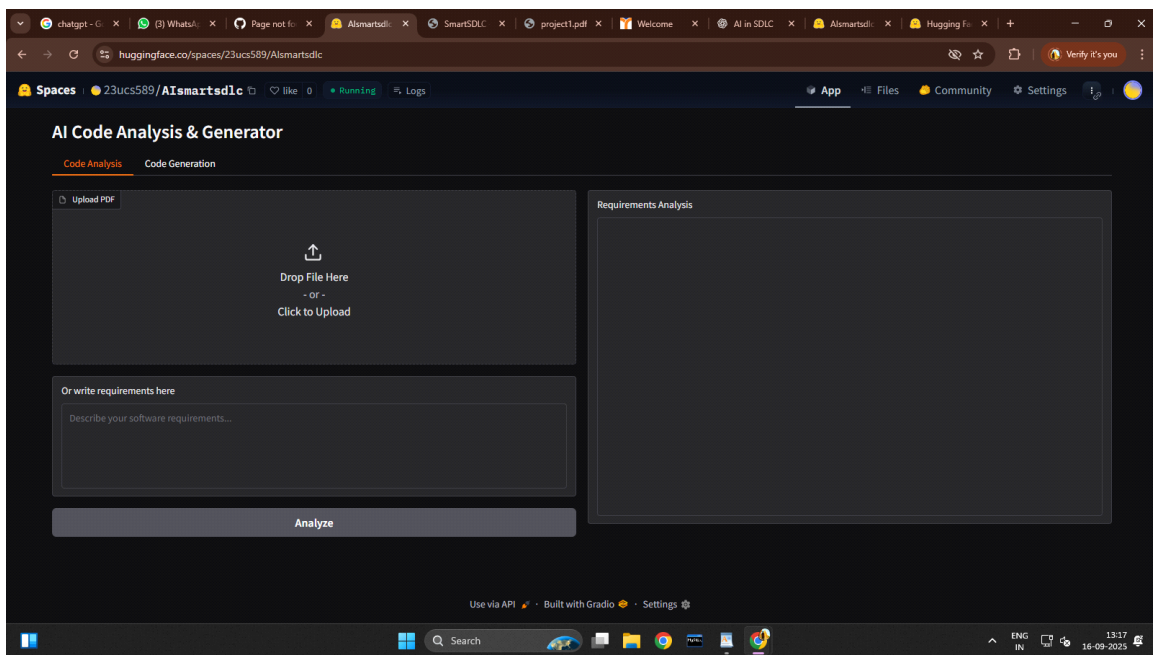 chatgpt - G
(3) WhatsA
Page not fo
AIsmartsdl
SmartSDLC
project1.pdf
Welcome
AI in SDLC
AIsmartsdl
Hugging Fa
huggingface.co/spaces/23ucs589/AIsmartsdlc
Verify it's you
Spaces
23ucs589/AIsmartsdlc
like 0
Running
Logs
App
Files
Community
Settings
AI Code Analysis & Generator
Code Analysis
Code Generation
Upload PDF
Drop File Here
- or -
Click to Upload
Or write requirements here
Describe your software requirements...
Analyze
Requirements Analysis
Use via API · Built with Gradio · Settings
Search
ENG
IN
13:17
16-09-2025